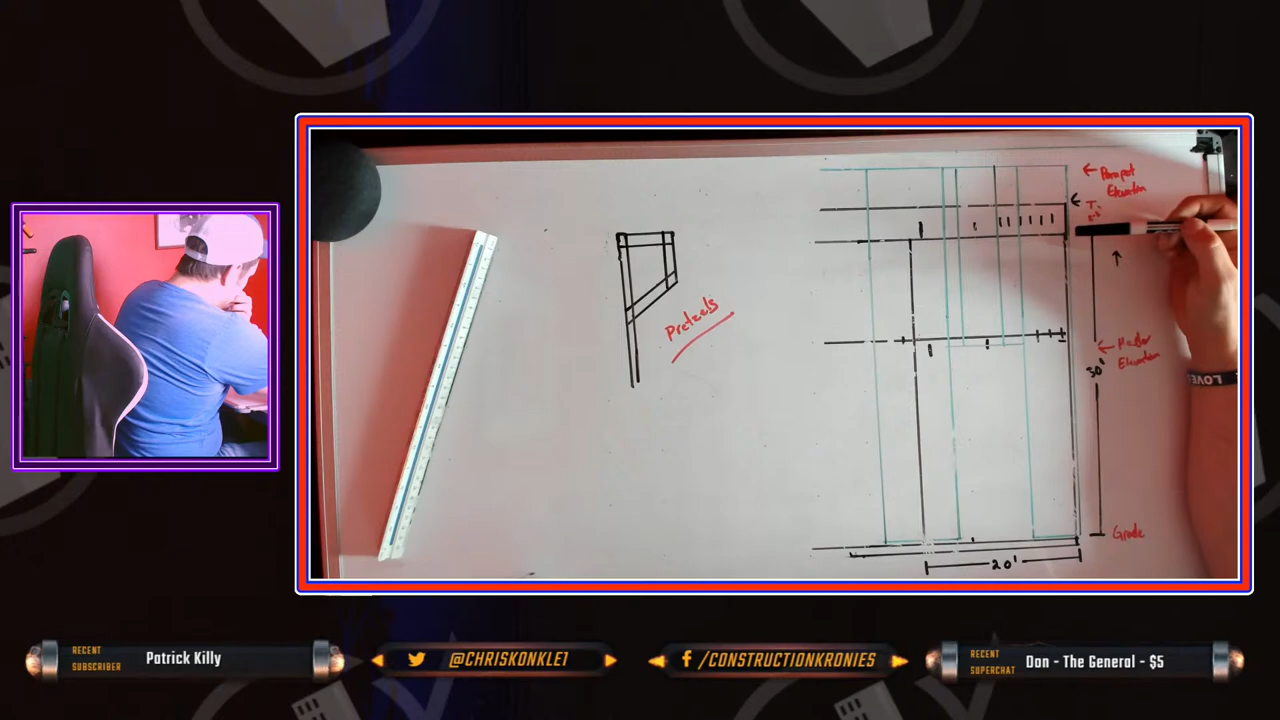 ← Parapet
Elevation
←
Pretzels
← Header
Elevation
30'
Grade
20'
LOVE
RECENT
SUBSCRIBER
Patrick Killy
@CHRISKONKLE1
/CONSTRUCTIONKRONIES
RECENT
SUPERCHAT
Don - The General - $5